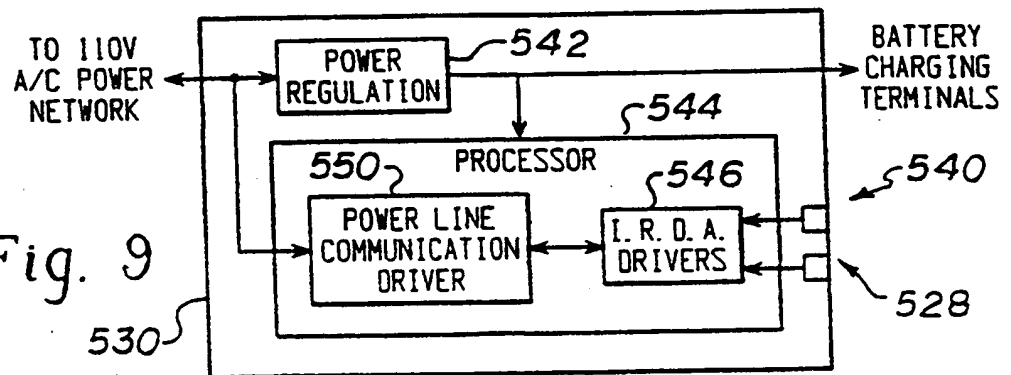 TO 110V
A/C POWER
NETWORK
POWER
REGULATION
542
BATTERY
CHARGING
TERMINALS
544
PROCESSOR
550
POWER LINE
COMMUNICATION
DRIVER
546
I. R. D. A.
DRIVERS
540
528
Fig. 9
530